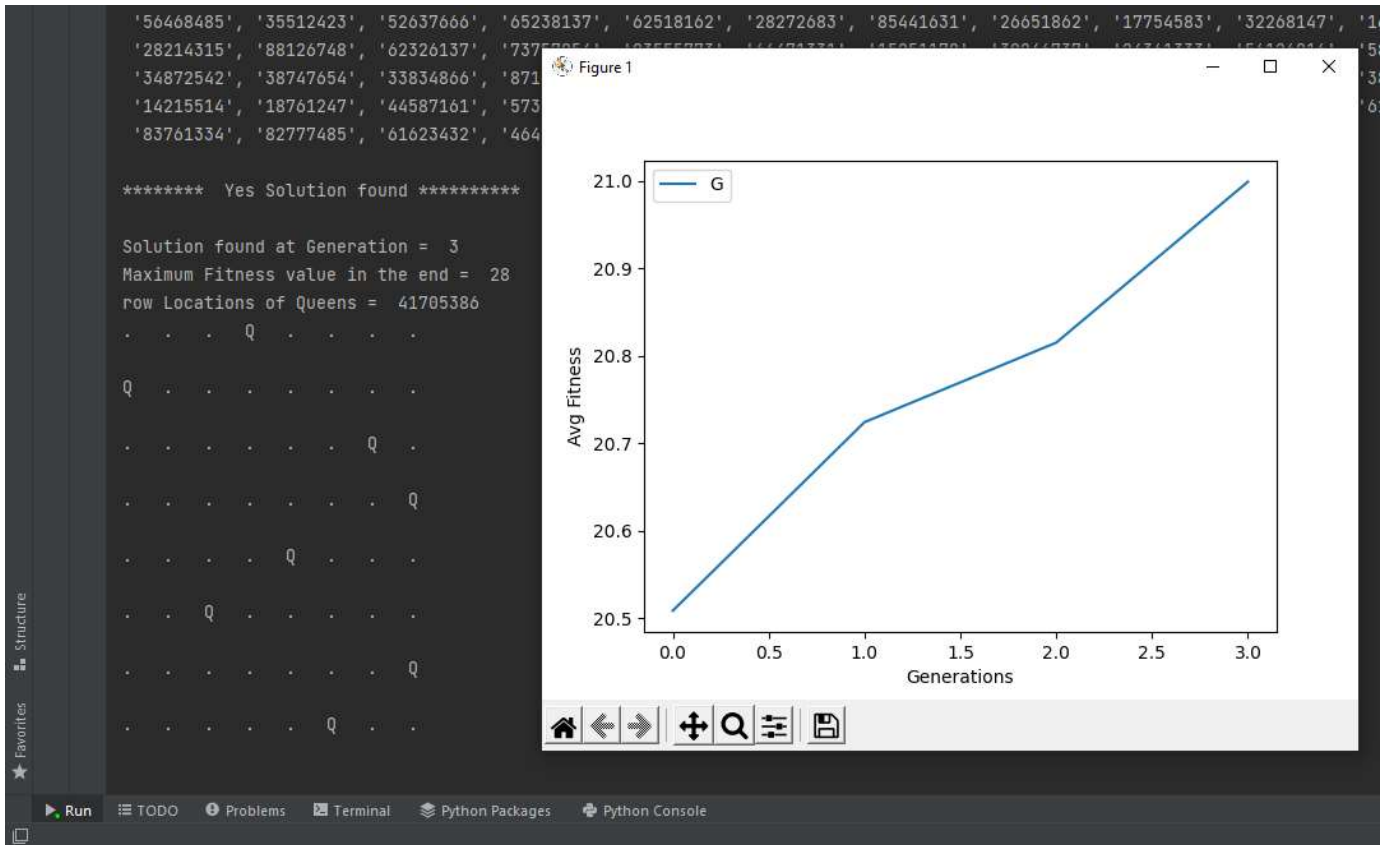 '56468485', '35512423', '52637666', '65238137', '62518162', '28272683', '85441631', '26651862', '17754583', '32268147',
'28214315', '88126748', '62326137',
'34872542', '38747654', '33834866', '871
'14215514', '18761247', '44587161', '573
'83761334', '82777485', '61623432', '464
******** Yes Solution found **********
Solution found at Generation = 3
Maximum Fitness value in the end = 28
row Locations of Queens = 41705386
. . . Q . . . .
Q . . . . . . .
. . . . . . Q .
. . . . . . . Q
. . . . Q . . .
. . Q . . . . .
. . . . . . . Q
. . . . . Q . .
Figure 1
G
Avg Fitness
21.0
20.9
20.8
20.7
20.6
20.5
0.0 0.5 1.0 1.5 2.0 2.5 3.0
Generations
Structure
Favorites
Run TODO Problems Terminal Python Packages Python Console